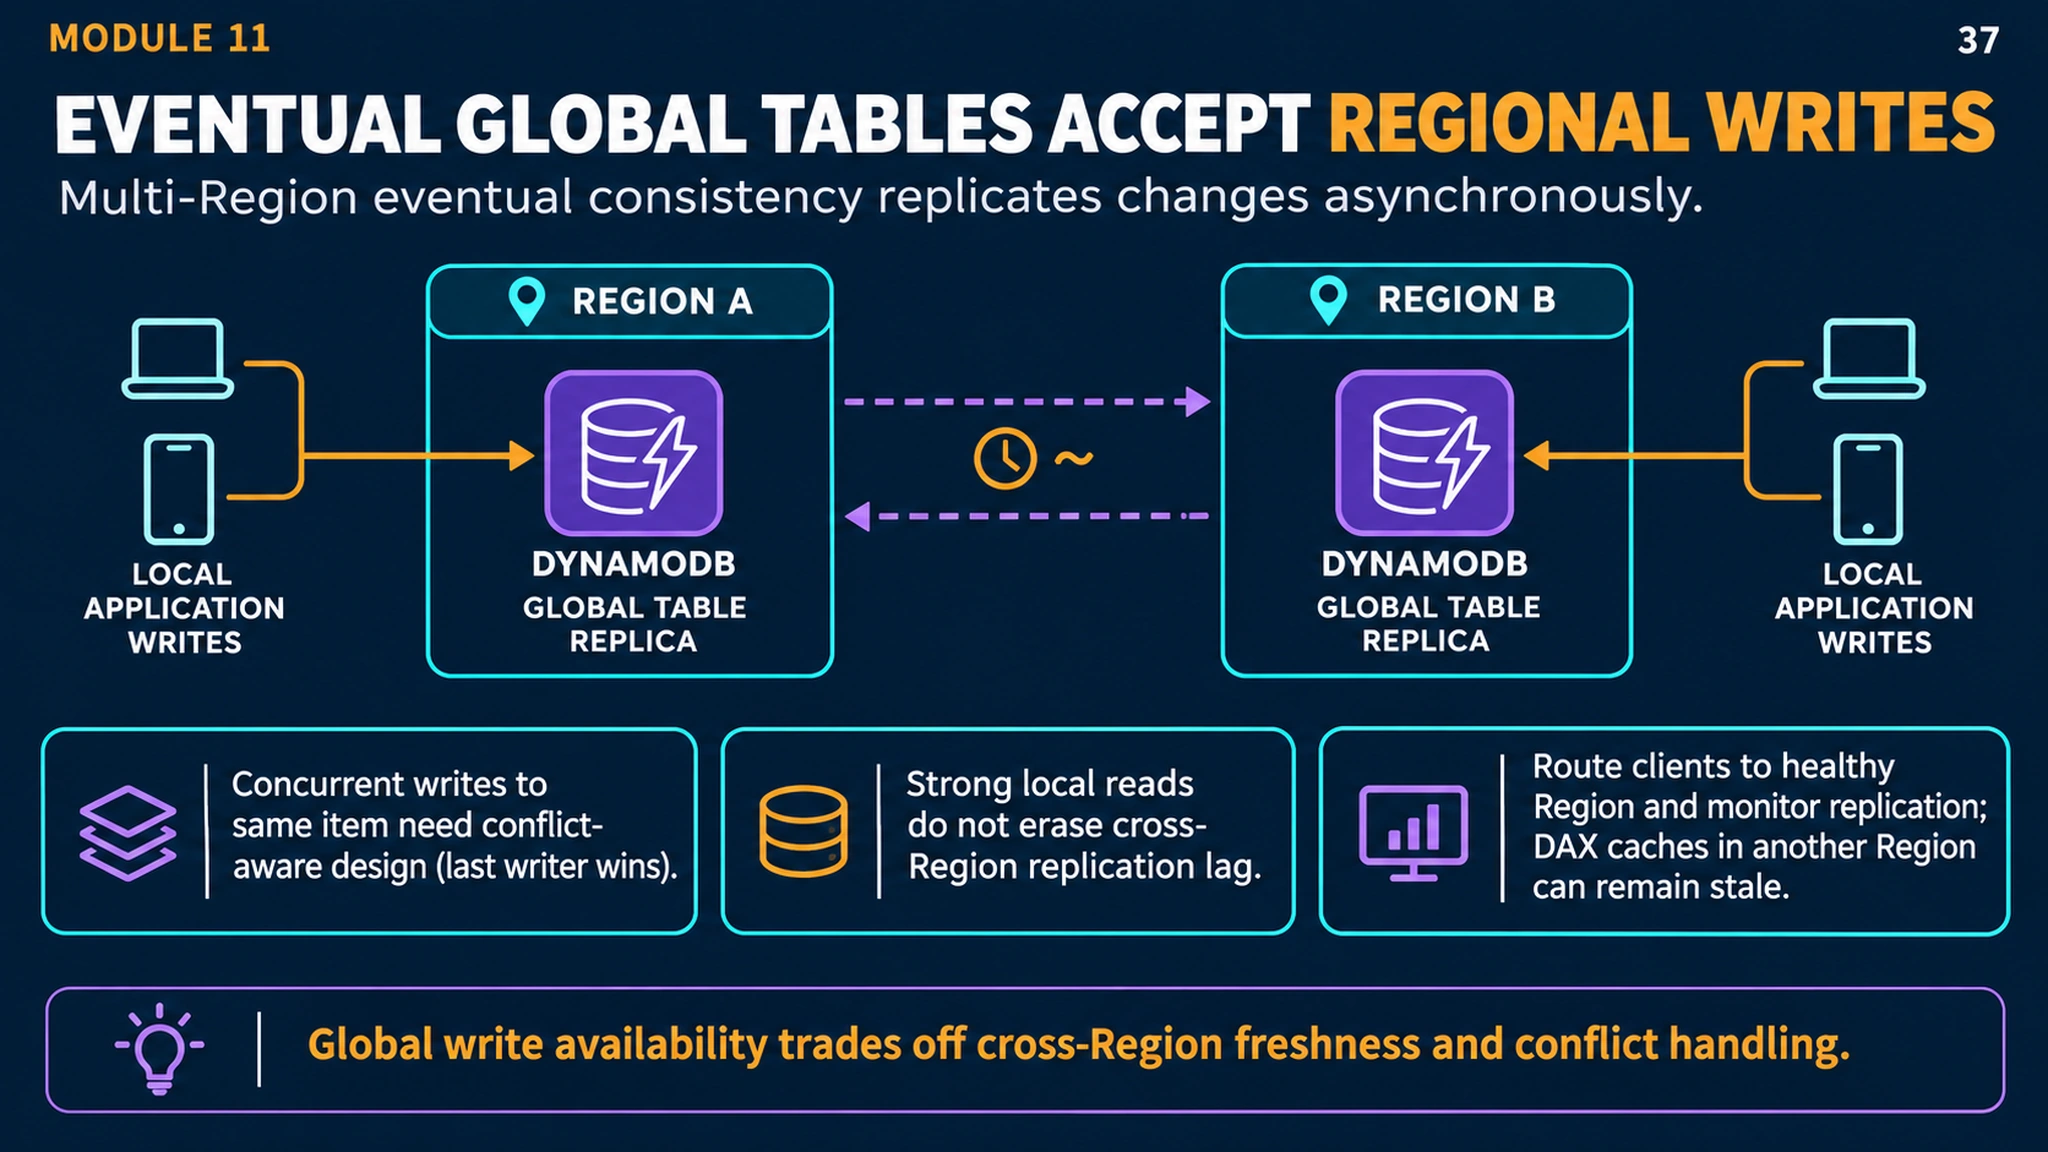 MODULE 11
37
EVENTUAL GLOBAL TABLES ACCEPT REGIONAL WRITES
Multi-Region eventual consistency replicates changes asynchronously.
REGION A
REGION B
~
LOCAL
APPLICATION
WRITES
DYNAMODB
GLOBAL TABLE
REPLICA
DYNAMODB
GLOBAL TABLE
REPLICA
LOCAL
APPLICATION
WRITES
Concurrent writes to
same item need conflict-
aware design (last writer wins).
Strong local reads
do not erase cross-
Region replication lag.
Route clients to healthy
Region and monitor replication;
DAX caches in another Region
can remain stale.
Global write availability trades off cross-Region freshness and conflict handling.